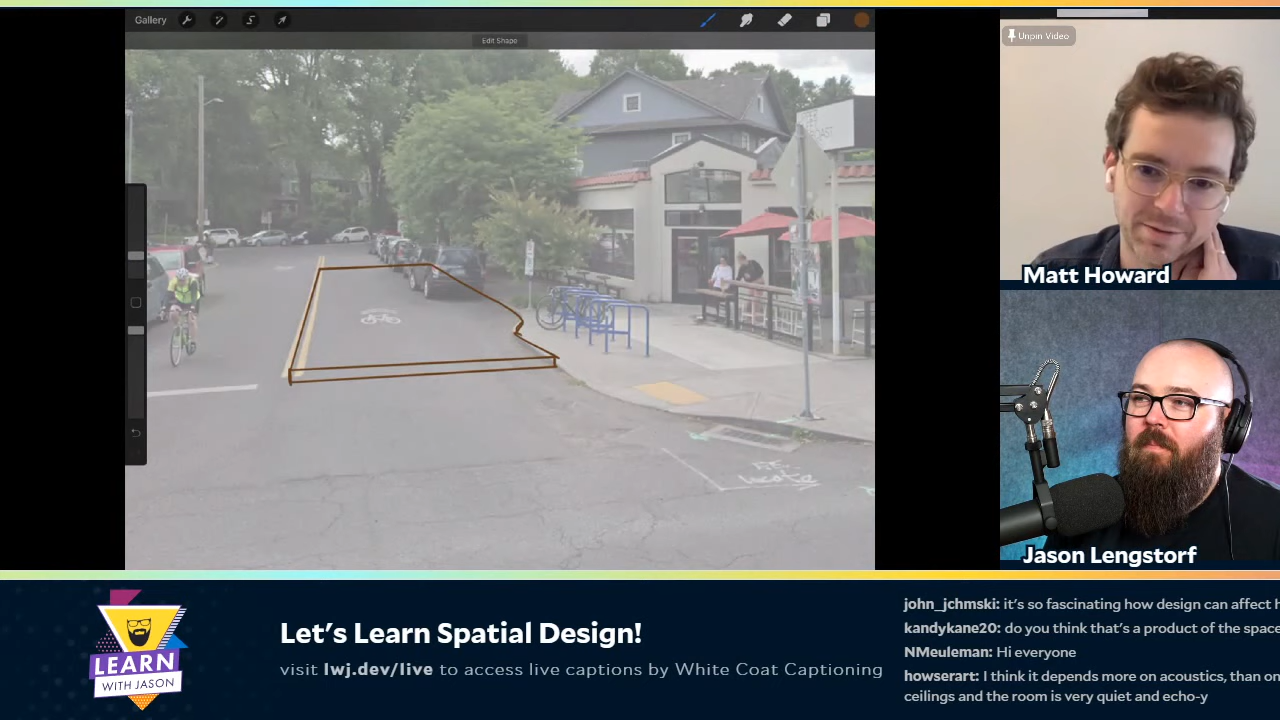 Gallery
Edit Shape
Unpin Video
Matt Howard
Jason Lengstorf
LEARN
WITH JASON
Let's Learn Spatial Design!
visit lwj.dev/live to access live captions by White Coat Captioning
john_jchmski: it's so fascinating how design can affect
kandykane20: do you think that's a product of the space
NMeuleman: Hi everyone
howserart: I think it depends more on acoustics, than on
ceilings and the room is very quiet and echo-y